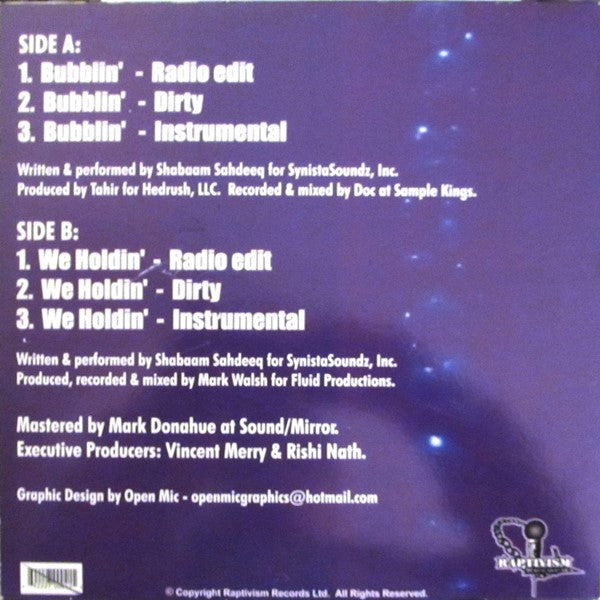 SIDE A:
1. Bubblin' - Radio edit
2. Bubblin' - Dirty
3. Bubblin' - Instrumental
Written & performed by Shabaam Sahdeeq for SynistaSoundz, Inc.
Produced by Tahir for Hedrush, LLC. Recorded & mixed by Doc at Sample Kings.
SIDE B:
1. We Holdin' - Radio edit
2. We Holdin' - Dirty
3. We Holdin' - Instrumental
Written & performed by Shabaam Sahdeeq for SynistaSoundz, Inc.
Produced, recorded & mixed by Mark Walsh for Fluid Productions.
Mastered by Mark Donahue at Sound/Mirror.
Executive Producers: Vincent Merry & Rishi Nath.
Graphic Design by Open Mic - openmicgraphics@hotmail.com
RAPTIVISM
© Copyright Raptivism Records Ltd. All Rights Reserved.